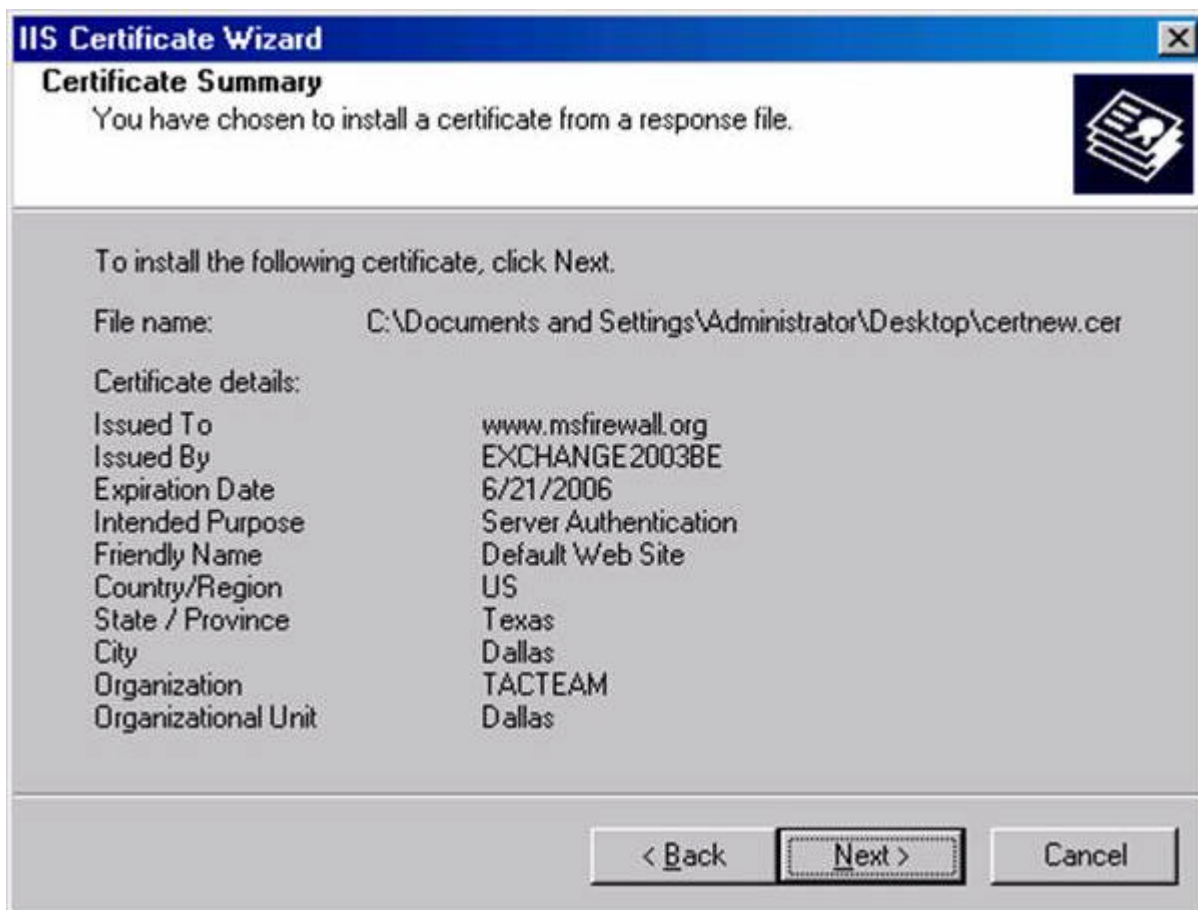 IIS Certificate Wizard
Certificate Summary
You have chosen to install a certificate from a response file.
To install the following certificate, click Next.
File name: C:\Documents and Settings\Administrator\Desktop\certnew.cer
Certificate details:
Issued To www.msfirewall.org
Issued By EXCHANGE2003BE
Expiration Date 6/21/2006
Intended Purpose Server Authentication
Friendly Name Default Web Site
Country/Region US
State / Province Texas
City Dallas
Organization TACTEAM
Organizational Unit Dallas
< Back Next > Cancel